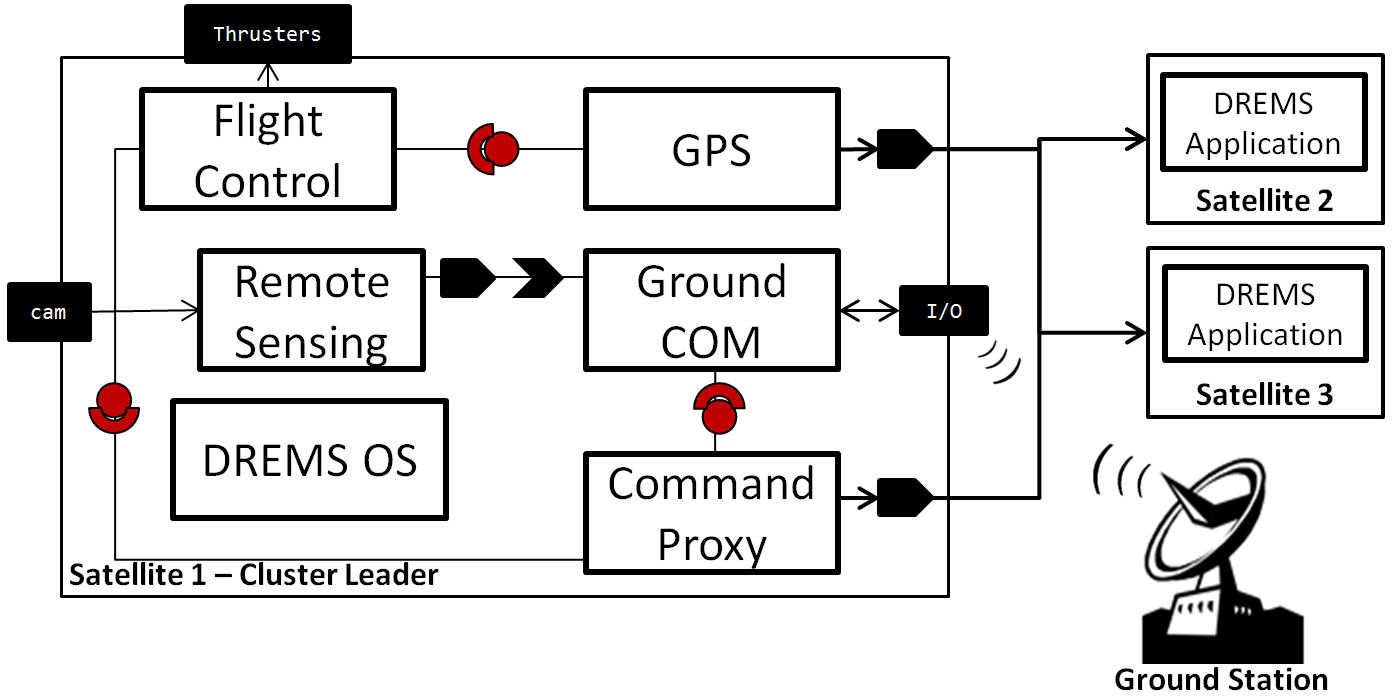 Thrusters
Flight
Control
GPS
DREMS
Application
Satellite 2
Remote
Sensing
Ground
COM
cam
I/O
DREMS
Application
Satellite 3
DREMS OS
Command
Proxy
Satellite 1 – Cluster Leader
Ground Station